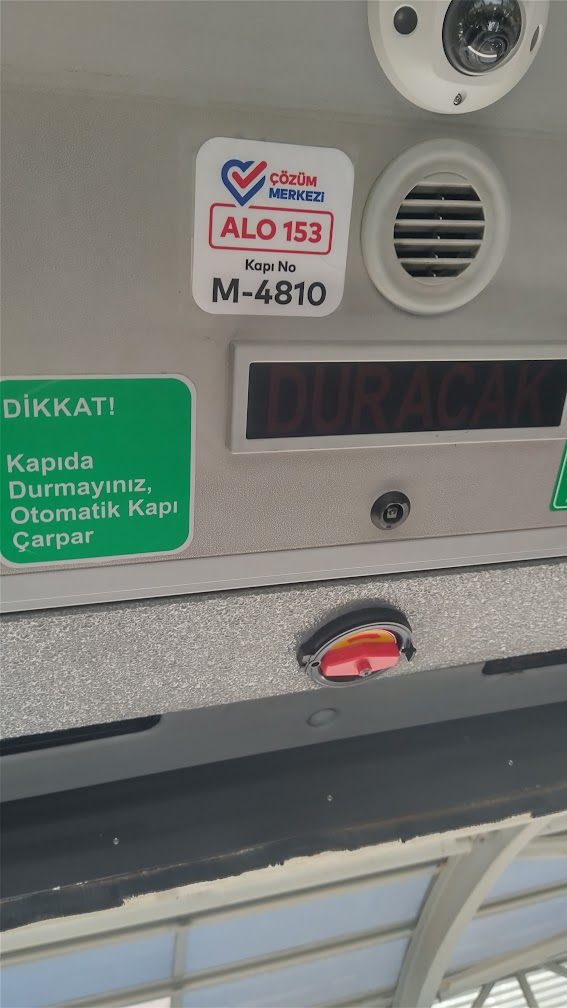 ÇÖZÜM
MERKEZİ
ALO 153
Kapı No
M-4810
DURACAK
DİKKAT!
Kapıda
Durmayınız,
Otomatik Kapı
Çarpar